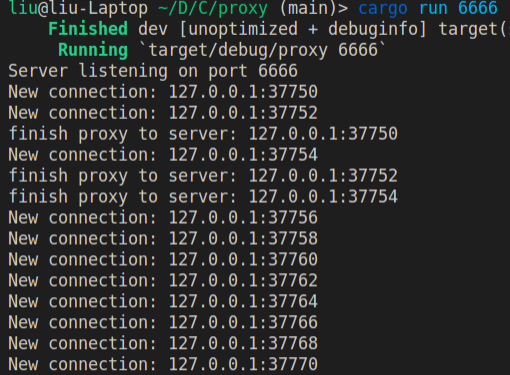 liu@liu-Laptop ~/D/C/proxy (main)> cargo run 6666
Finished dev [unoptimized + debuginfo] target(
Running `target/debug/proxy 6666`
Server listening on port 6666
New connection: 127.0.0.1:37750
New connection: 127.0.0.1:37752
finish proxy to server: 127.0.0.1:37750
New connection: 127.0.0.1:37754
finish proxy to server: 127.0.0.1:37752
finish proxy to server: 127.0.0.1:37754
New connection: 127.0.0.1:37756
New connection: 127.0.0.1:37758
New connection: 127.0.0.1:37760
New connection: 127.0.0.1:37762
New connection: 127.0.0.1:37764
New connection: 127.0.0.1:37766
New connection: 127.0.0.1:37768
New connection: 127.0.0.1:37770